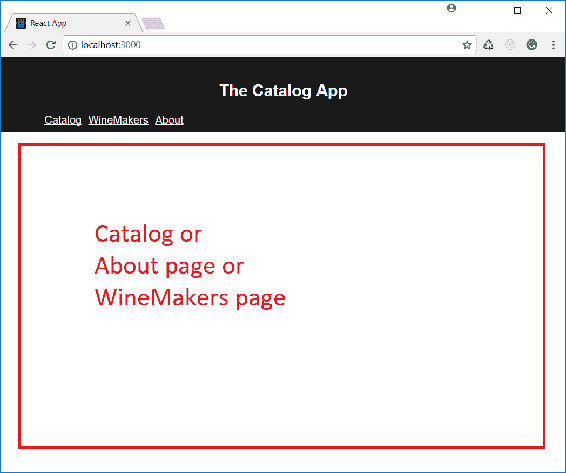 React App
localhost:3000
The Catalog App
Catalog WineMakers About
Catalog or
About page or
WineMakers page